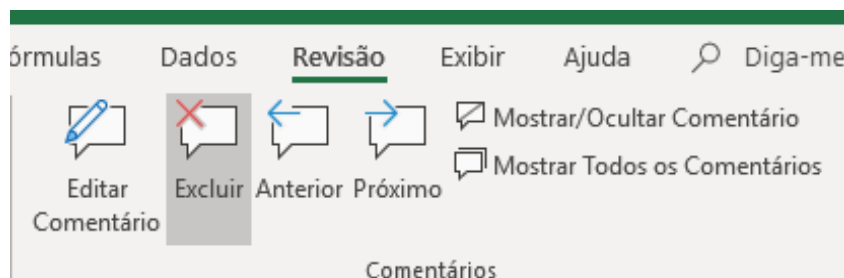 órmulas Dados Revisão Exibir Ajuda Diga-me
Editar Comentário
Excluir
Anterior
Próximo
Mostrar/Ocultar Comentário
Mostrar Todos os Comentários
Comentários